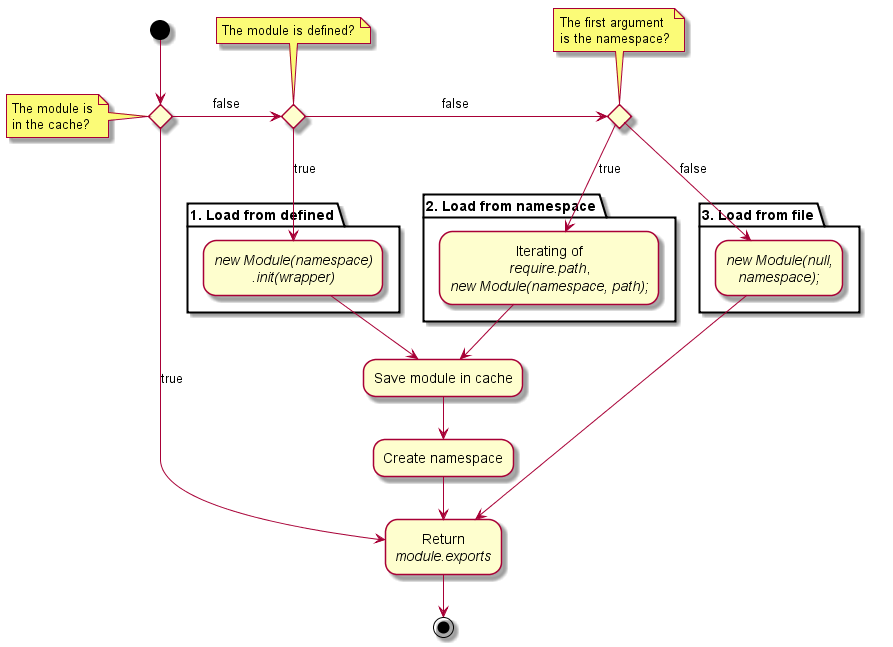 The module is defined?
The first argument
is the namespace?
The module is
in the cache?
false
false
true
true
false
1. Load from defined
2. Load from namespace
3. Load from file
new Module(namespace)
.init(wrapper)
Iterating of
require.path,
new Module(namespace, path);
new Module(null,
namespace);
true
Save module in cache
Create namespace
Return
module.exports